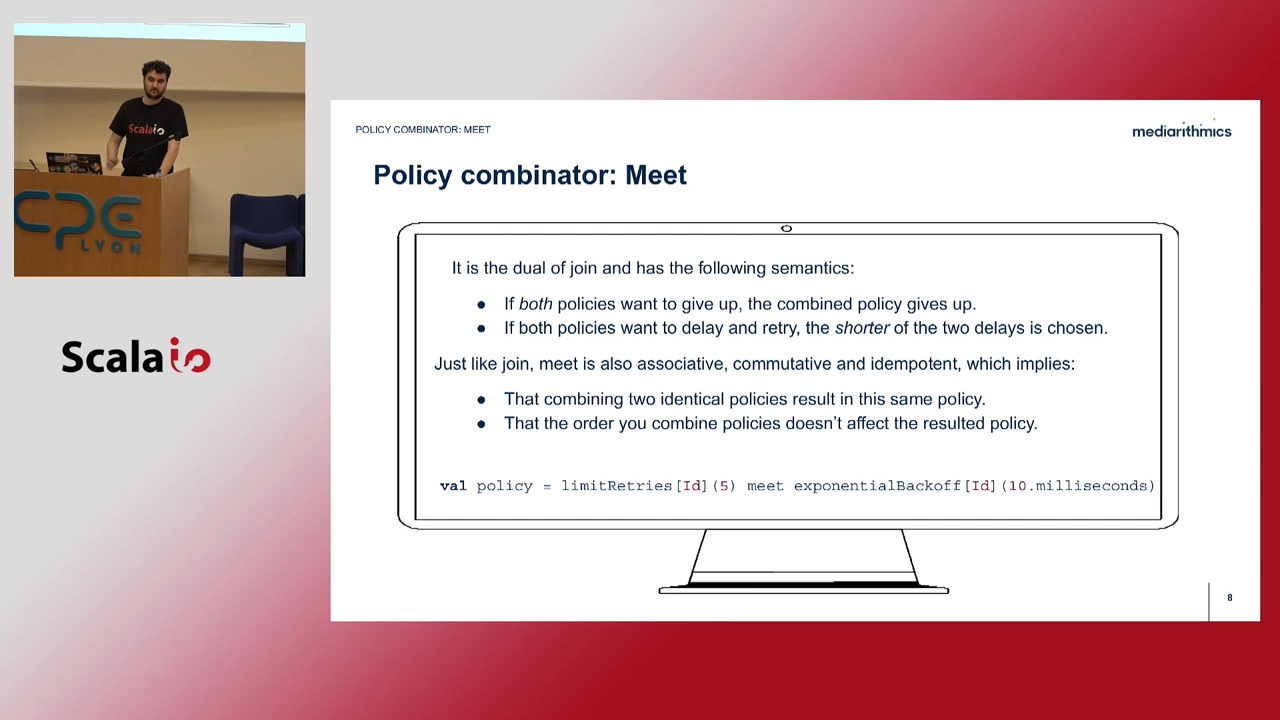 Scalaio
CPE
LYON
Scalaio
POLICY COMBINATOR: MEET
mediarithmics
Policy combinator: Meet
It is the dual of join and has the following semantics:
● If both policies want to give up, the combined policy gives up.
● If both policies want to delay and retry, the shorter of the two delays is chosen.
Just like join, meet is also associative, commutative and idempotent, which implies:
● That combining two identical policies result in this same policy.
● That the order you combine policies doesn't affect the resulted policy.
val policy = limitRetries[Id](5) meet exponentialBackoff[Id](10.milliseconds)
8